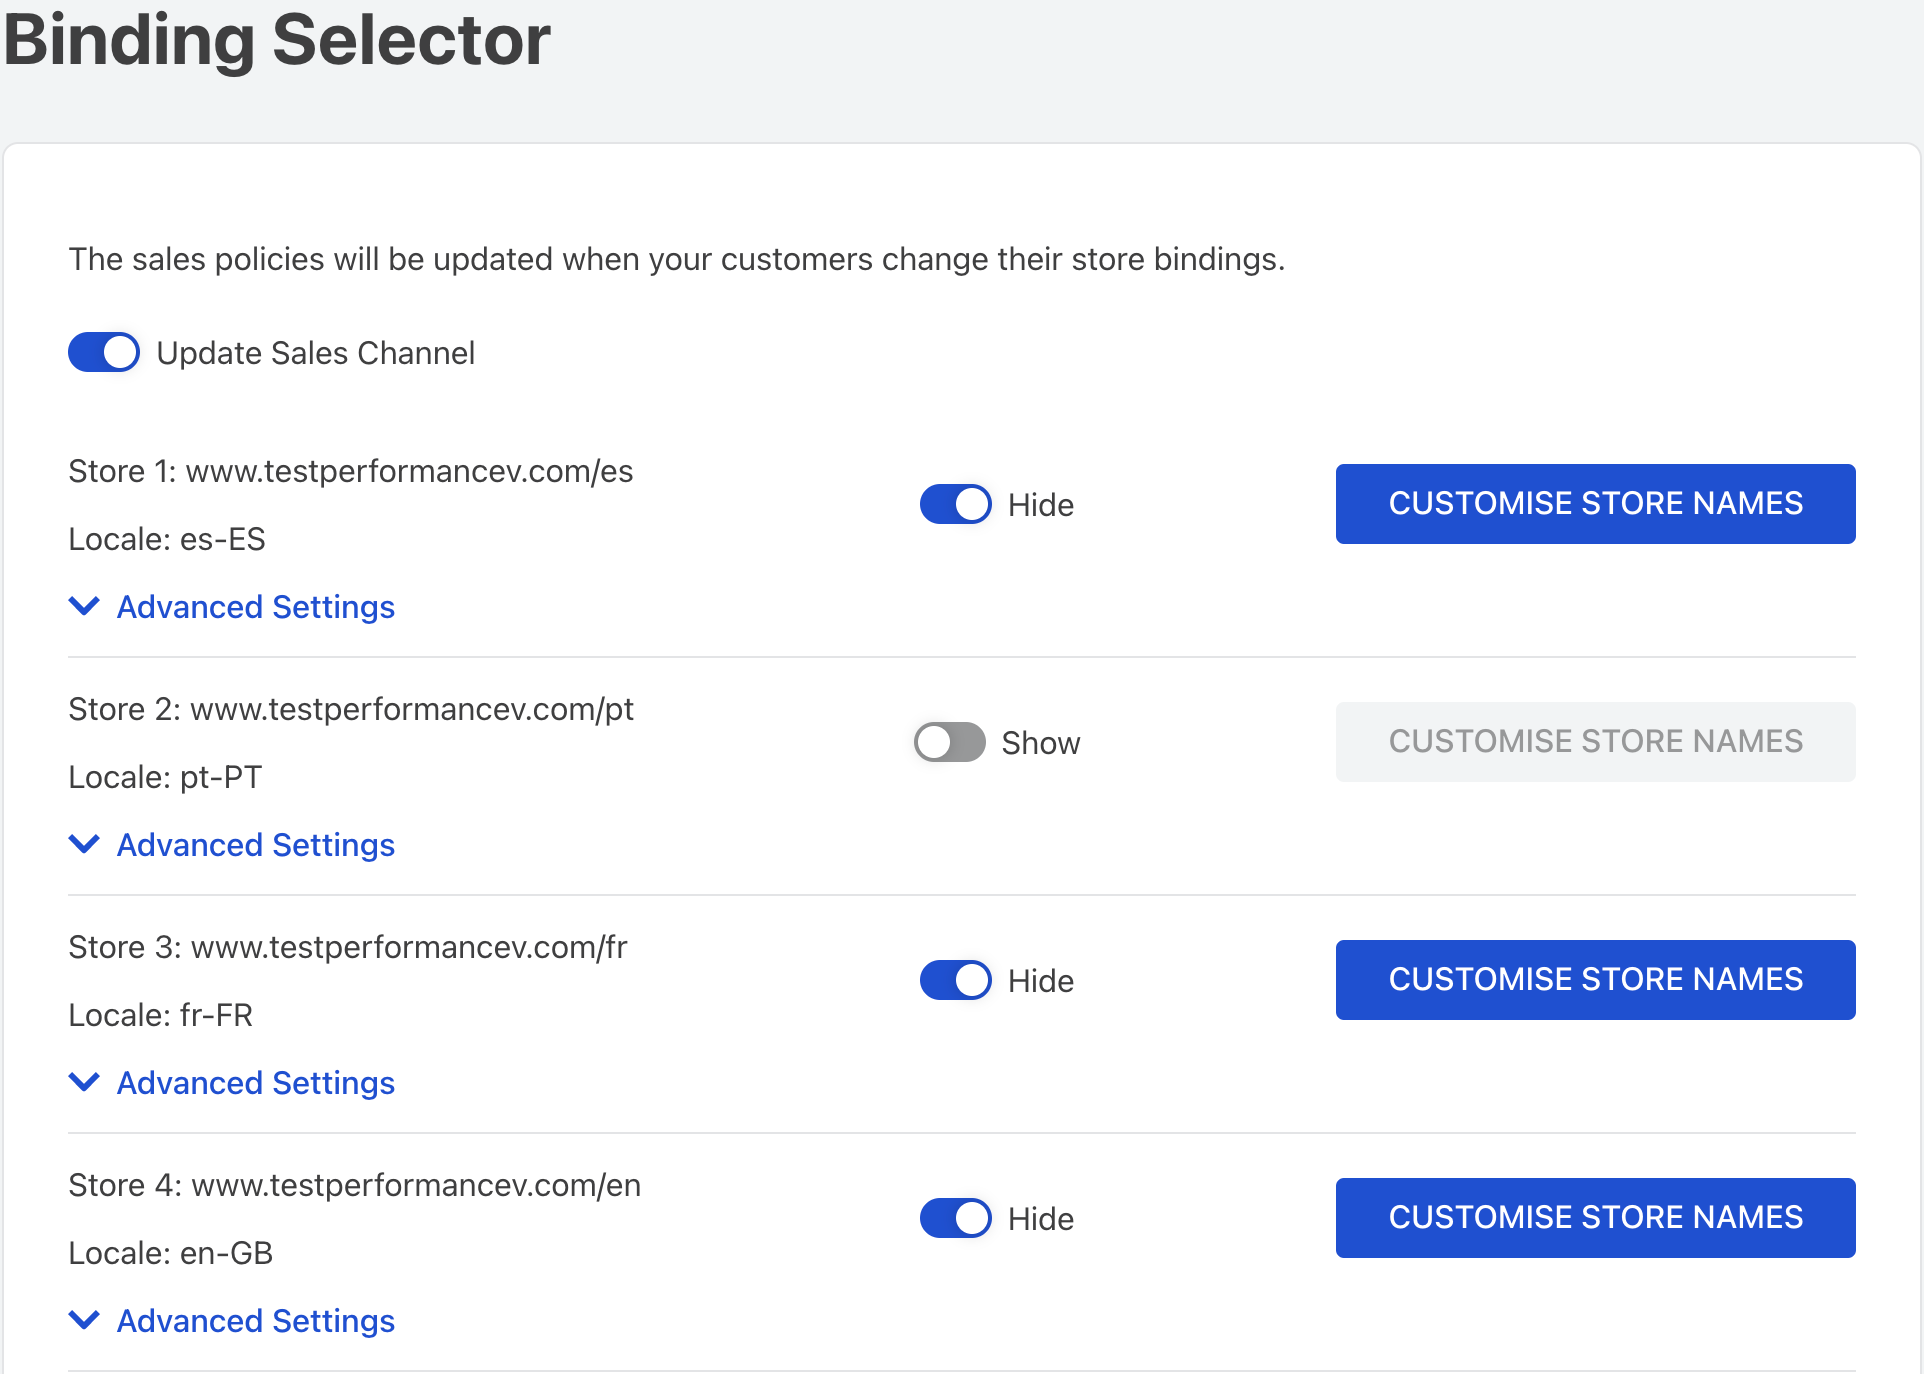 Binding Selector
The sales policies will be updated when your customers change their store bindings.
Update Sales Channel
Store 1: www.testperformancev.com/es
Hide
CUSTOMISE STORE NAMES
Locale: es-ES
Advanced Settings
Store 2: www.testperformancev.com/pt
Show
CUSTOMISE STORE NAMES
Locale: pt-PT
Advanced Settings
Store 3: www.testperformancev.com/fr
Hide
CUSTOMISE STORE NAMES
Locale: fr-FR
Advanced Settings
Store 4: www.testperformancev.com/en
Hide
CUSTOMISE STORE NAMES
Locale: en-GB
Advanced Settings